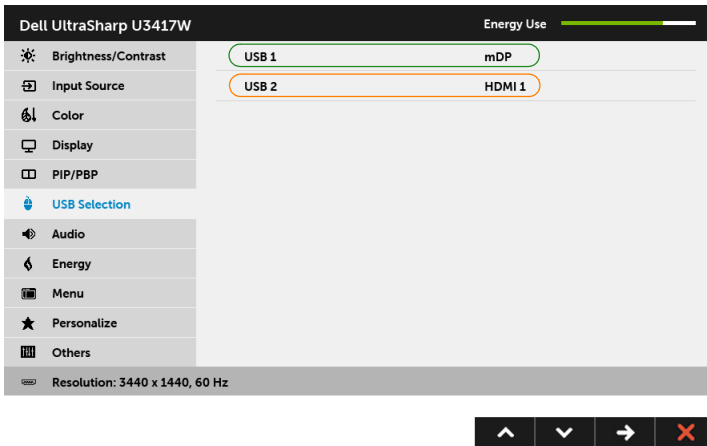 Dell UltraSharp U3417W Energy Use
Brightness/Contrast USB 1 mDP
Input Source USB 2 HDMI 1
Color
Display
PIP/PBP
USB Selection
Audio
Energy
Menu
Personalize
Others
Resolution: 3440 x 1440, 60 Hz